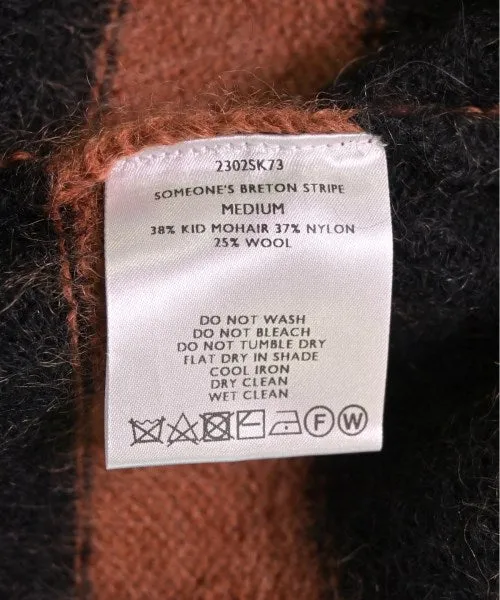 2302SK73
SOMEONE'S BRETON STRIPE
MEDIUM
38% KID MOHAIR 37% NYLON
25% WOOL
DO NOT WASH
DO NOT BLEACH
DO NOT TUMBLE DRY
FLAT DRY IN SHADE
COOL IRON
DRY CLEAN
WET CLEAN
F W